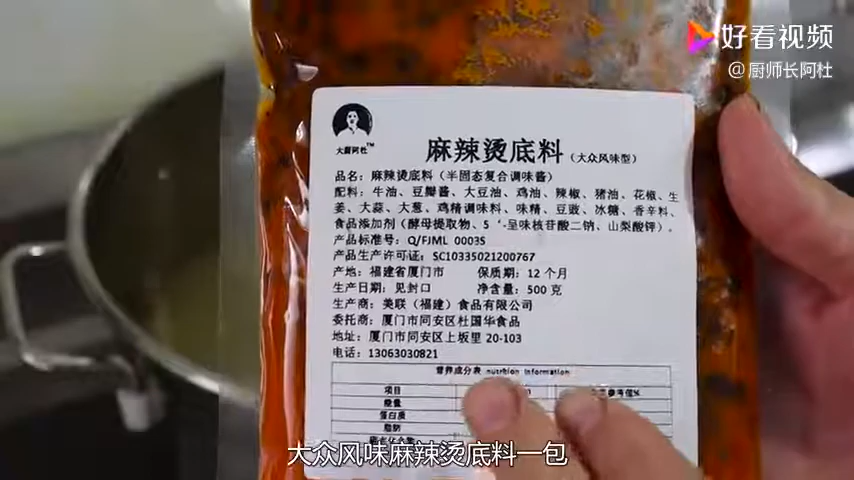 好看视频
@厨师长阿杜
大厨阿杜™
麻辣烫底料(大众风味型)
品名：麻辣烫底料（半固态复合调味酱）
配料：牛油、豆瓣酱、大豆油、鸡油、辣椒、猪油、花椒、生
姜、大蒜、大葱、鸡精调味料、味精、豆豉、冰糖、香辛料、
食品添加剂（酵母提取物、5‘-呈味核苷酸二钠、山梨酸钾）.
产品标准号：Q/FJML 0003S
产品生产许可证：SC10335021200767
产地：福建省厦门市 保质期：12 个月
生产日期：见封口 净含量：500 克
生产商：美联（福建）食品有限公司
委托商：厦门市同安区杜国华食品
地址：厦门市同安区上坂里 20-103
电话：13063030821
营养成分表 nutrition information
项目 参考值%
能量
蛋白质
脂肪
大众风味麻辣烫底料一包